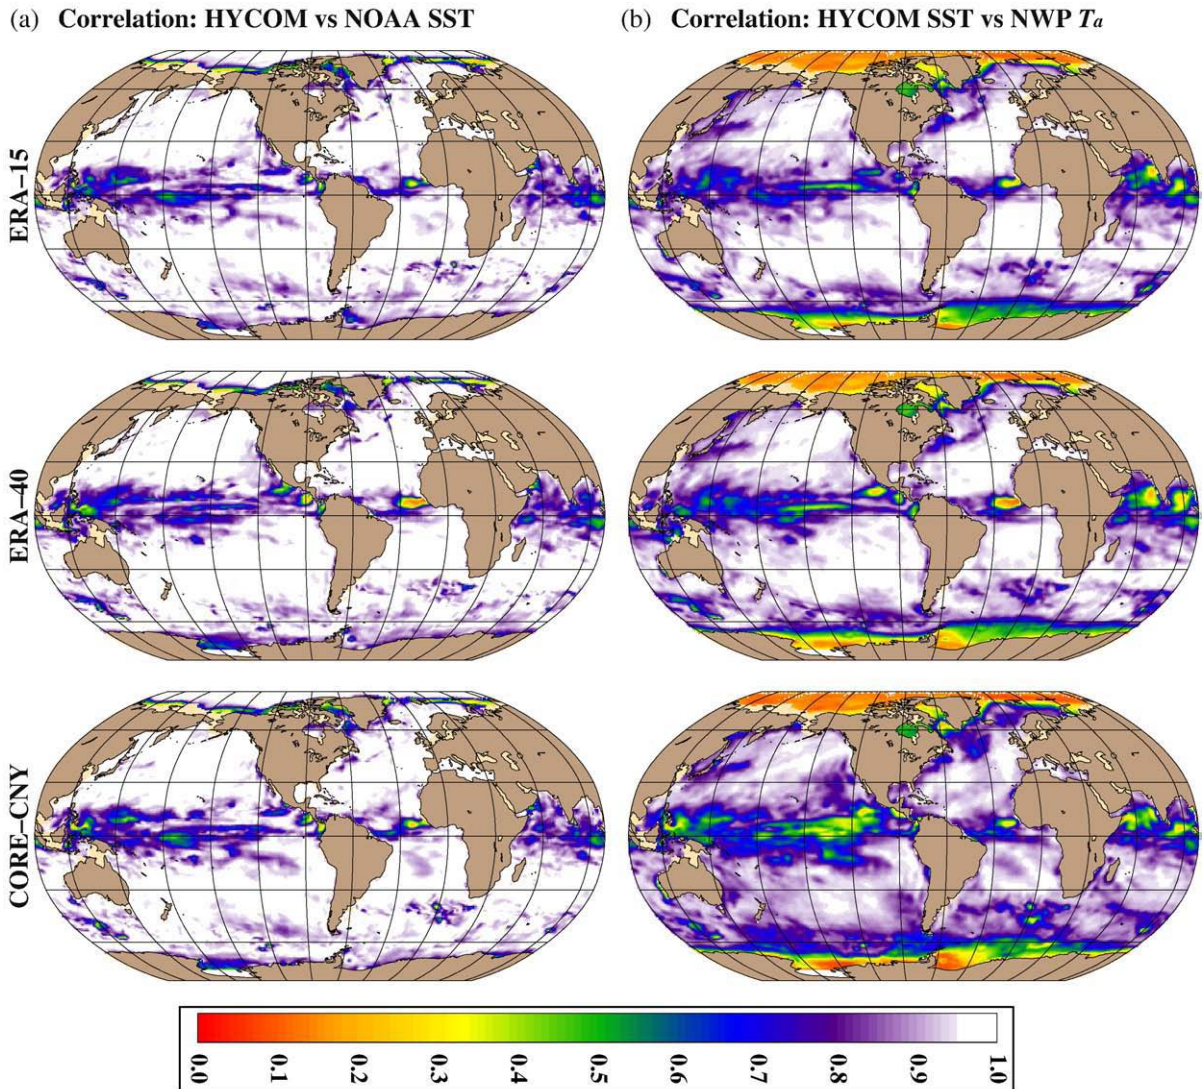 (a) Correlation: HYCOM vs NOAA SST
(b) Correlation: HYCOM SST vs NWP Ta
ERA–15
ERA–40
CORE–CNY
0.0 0.1 0.2 0.3 0.4 0.5 0.6 0.7 0.8 0.9 1.0